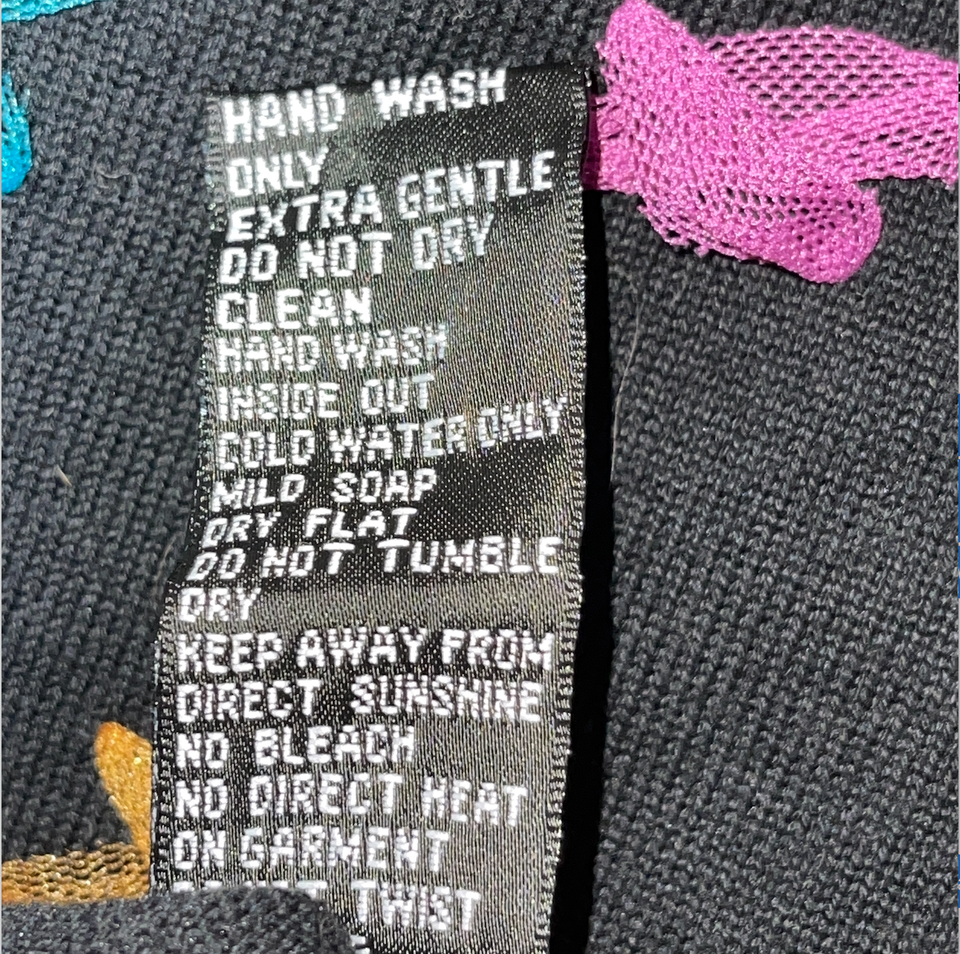 HAND WASH
ONLY
EXTRA GENTLE
DO NOT DRY
CLEAN
HAND WASH
INSIDE OUT
COLD WATER ONLY
MILD SOAP
DRY FLAT
DO NOT TUMBLE
DRY
KEEP AWAY FROM
DIRECT SUNSHINE
NO BLEACH
NO DIRECT HEAT
ON GARMENT
TWIST